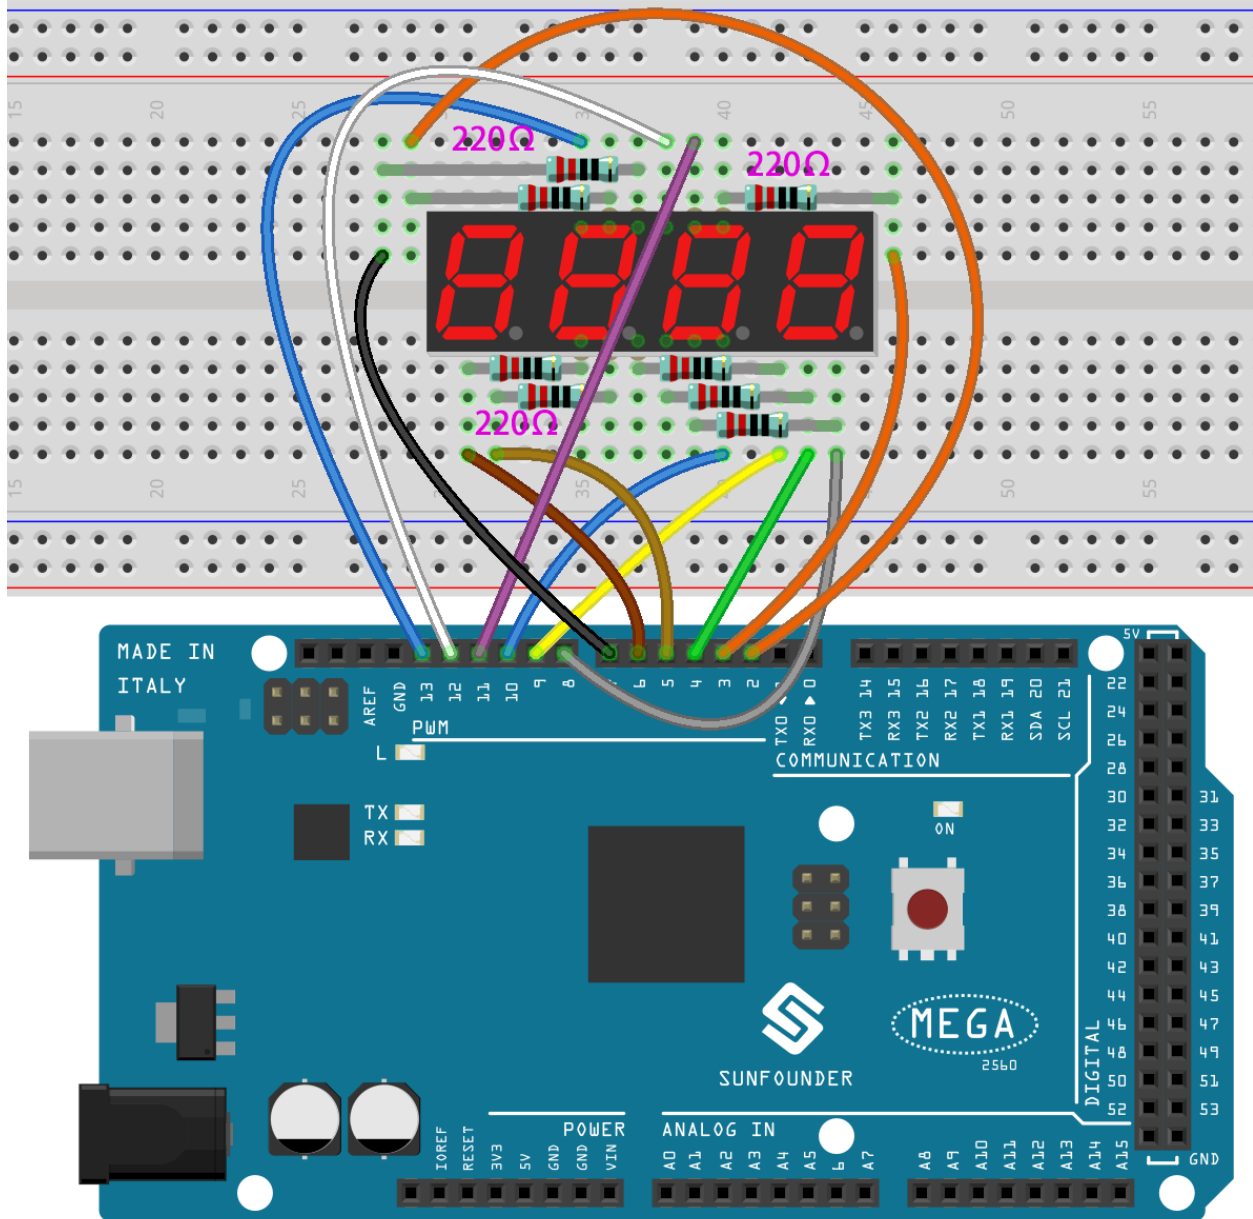 15 20 25 40 50 55
220Ω
220Ω
220Ω
15 20 25 35 50 55
MADE IN
ITALY
AREF GND 13 12 11 10 9 8 6 5 4 3 2 TX0 RX0 0
TX3 14 RX3 15 TX2 16 RX2 17 TX1 18 RX1 19 SDA 20 SCL 21
5V
PWM
COMMUNICATION
L
TX
RX
ON
22
24
26
28
30 31
32 33
34 35
36 37
38 39
40 41
42 43
44 45
46 47
48 49
50 51
52 53
DIGITAL
GND
MEGA
2560
SUNFOUNDER
POWER
ANALOG IN
IOREF RESET 3V3 5V GND GND VIN
A0 A1 A2 A3 A4 A5 6 A7
A8 A9 A10 A11 A12 A13 A14 A15